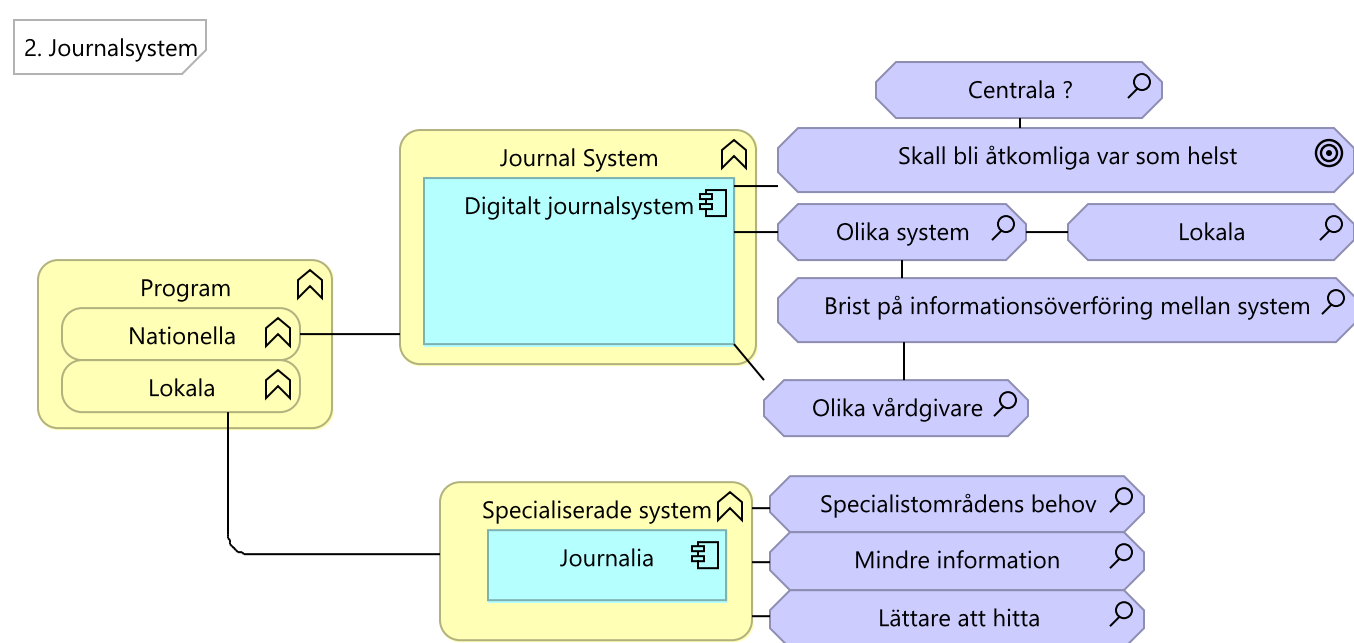 2. Journalsystem
Centrala ?
Journal System
Skall bli åtkomliga var som helst
Digitalt journalsystem
Olika system
Lokala
Program
Brist på informationsöverföring mellan system
Nationella
Lokala
Olika vårdgivare
Specialiserade system
Specialistområdens behov
Journalia
Mindre information
Lättare att hitta